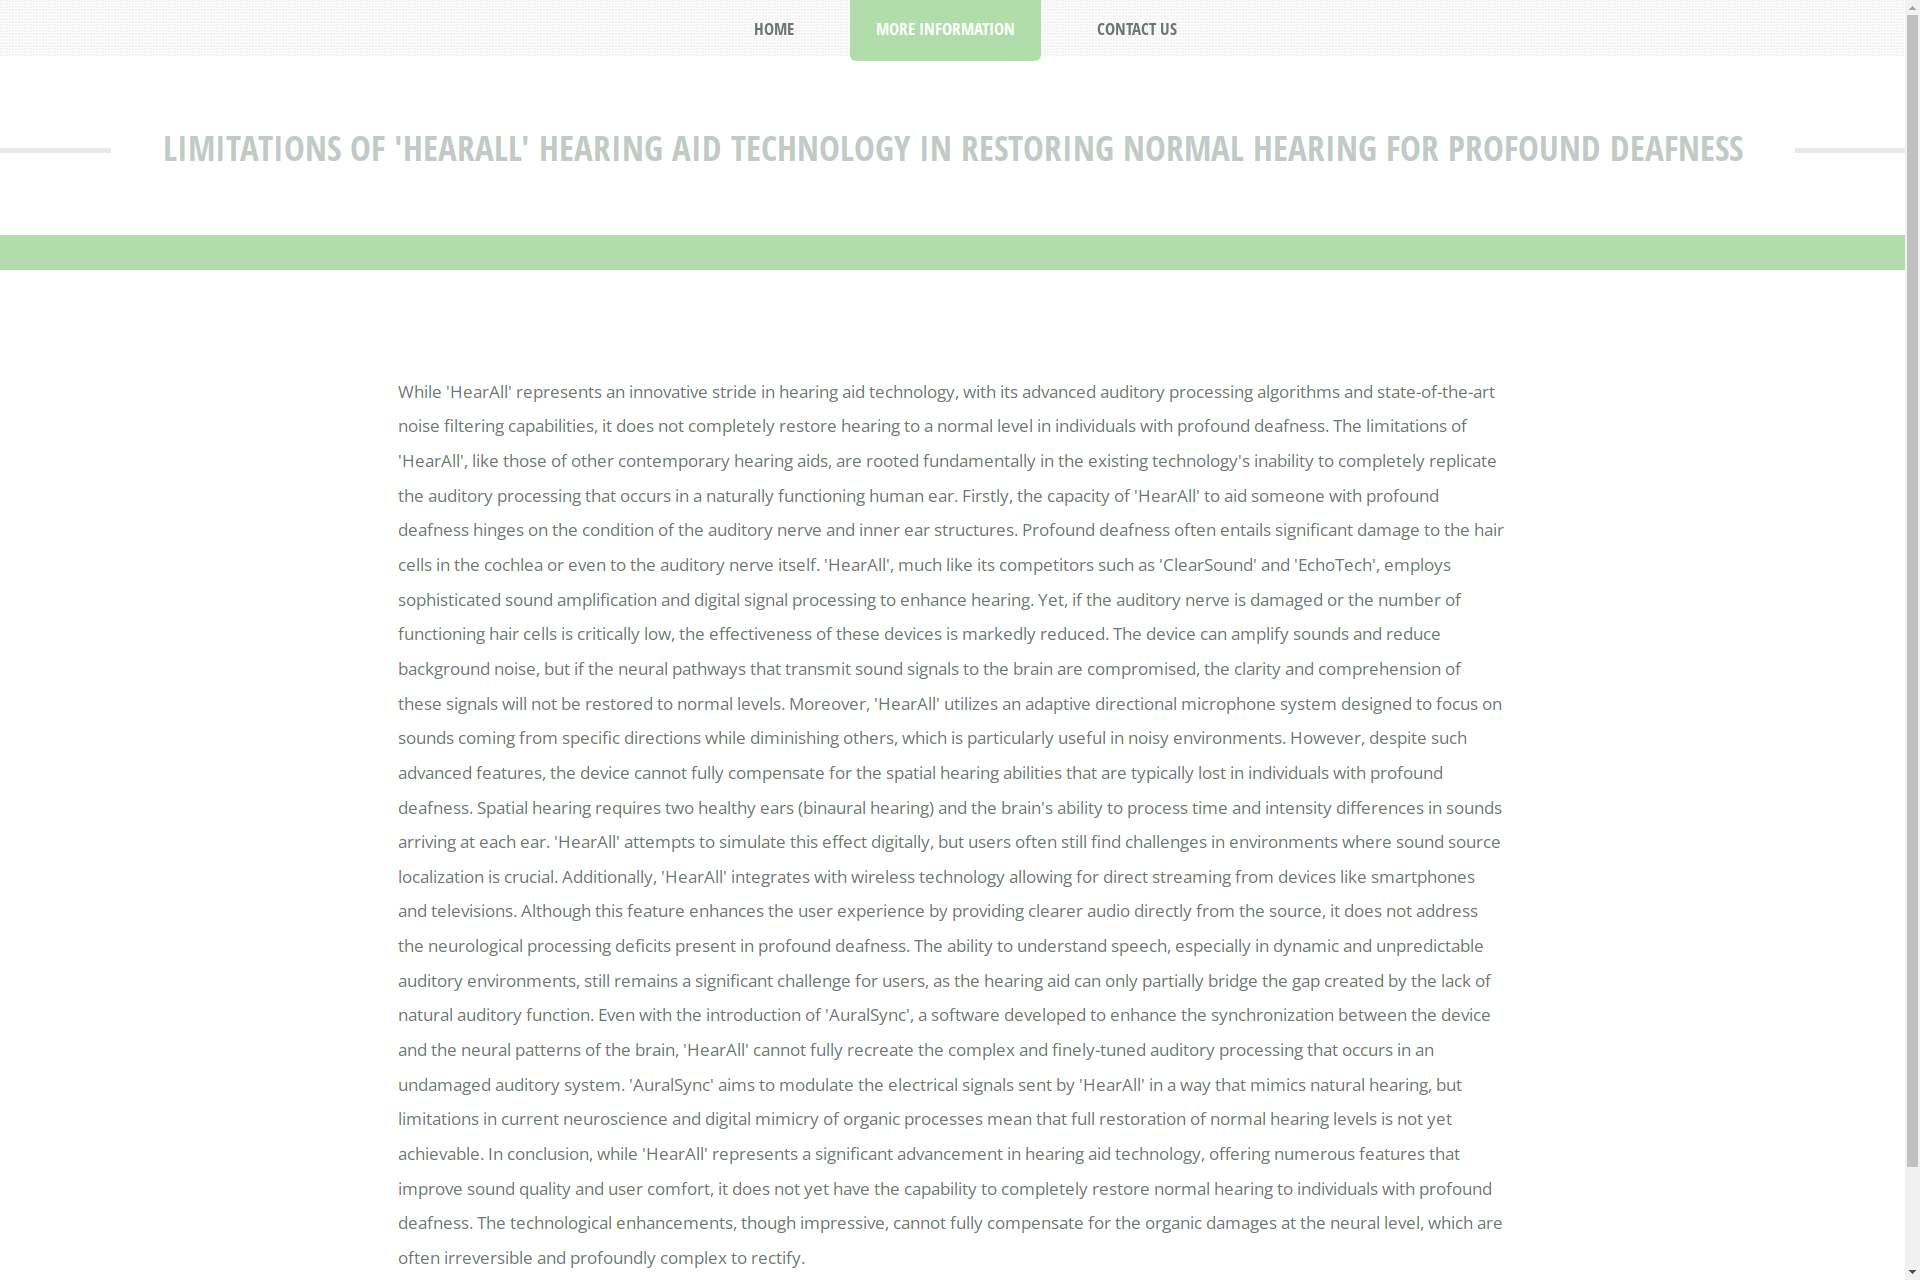 HOME
MORE INFORMATION
CONTACT US
LIMITATIONS OF 'HEARALL' HEARING AID TECHNOLOGY IN RESTORING NORMAL HEARING FOR PROFOUND DEAFNESS
While 'HearAll' represents an innovative stride in hearing aid technology, with its advanced auditory processing algorithms and state-of-the-art
noise filtering capabilities, it does not completely restore hearing to a normal level in individuals with profound deafness. The limitations of
'HearAll', like those of other contemporary hearing aids, are rooted fundamentally in the existing technology's inability to completely replicate
the auditory processing that occurs in a naturally functioning human ear. Firstly, the capacity of 'HearAll' to aid someone with profound
deafness hinges on the condition of the auditory nerve and inner ear structures. Profound deafness often entails significant damage to the hair
cells in the cochlea or even to the auditory nerve itself. 'HearAll', much like its competitors such as 'ClearSound' and 'EchoTech', employs
sophisticated sound amplification and digital signal processing to enhance hearing. Yet, if the auditory nerve is damaged or the number of
functioning hair cells is critically low, the effectiveness of these devices is markedly reduced. The device can amplify sounds and reduce
background noise, but if the neural pathways that transmit sound signals to the brain are compromised, the clarity and comprehension of
these signals will not be restored to normal levels. Moreover, 'HearAll' utilizes an adaptive directional microphone system designed to focus on
sounds coming from specific directions while diminishing others, which is particularly useful in noisy environments. However, despite such
advanced features, the device cannot fully compensate for the spatial hearing abilities that are typically lost in individuals with profound
deafness. Spatial hearing requires two healthy ears (binaural hearing) and the brain's ability to process time and intensity differences in sounds
arriving at each ear. 'HearAll' attempts to simulate this effect digitally, but users often still find challenges in environments where sound source
localization is crucial. Additionally, 'HearAll' integrates with wireless technology allowing for direct streaming from devices like smartphones
and televisions. Although this feature enhances the user experience by providing clearer audio directly from the source, it does not address
the neurological processing deficits present in profound deafness. The ability to understand speech, especially in dynamic and unpredictable
auditory environments, still remains a significant challenge for users, as the hearing aid can only partially bridge the gap created by the lack of
natural auditory function. Even with the introduction of 'AuralSync', a software developed to enhance the synchronization between the device
and the neural patterns of the brain, 'HearAll' cannot fully recreate the complex and finely-tuned auditory processing that occurs in an
undamaged auditory system. 'AuralSync' aims to modulate the electrical signals sent by 'HearAll' in a way that mimics natural hearing, but
limitations in current neuroscience and digital mimicry of organic processes mean that full restoration of normal hearing levels is not yet
achievable. In conclusion, while 'HearAll' represents a significant advancement in hearing aid technology, offering numerous features that
improve sound quality and user comfort, it does not yet have the capability to completely restore normal hearing to individuals with profound
deafness. The technological enhancements, though impressive, cannot fully compensate for the organic damages at the neural level, which are
often irreversible and profoundly complex to rectify.